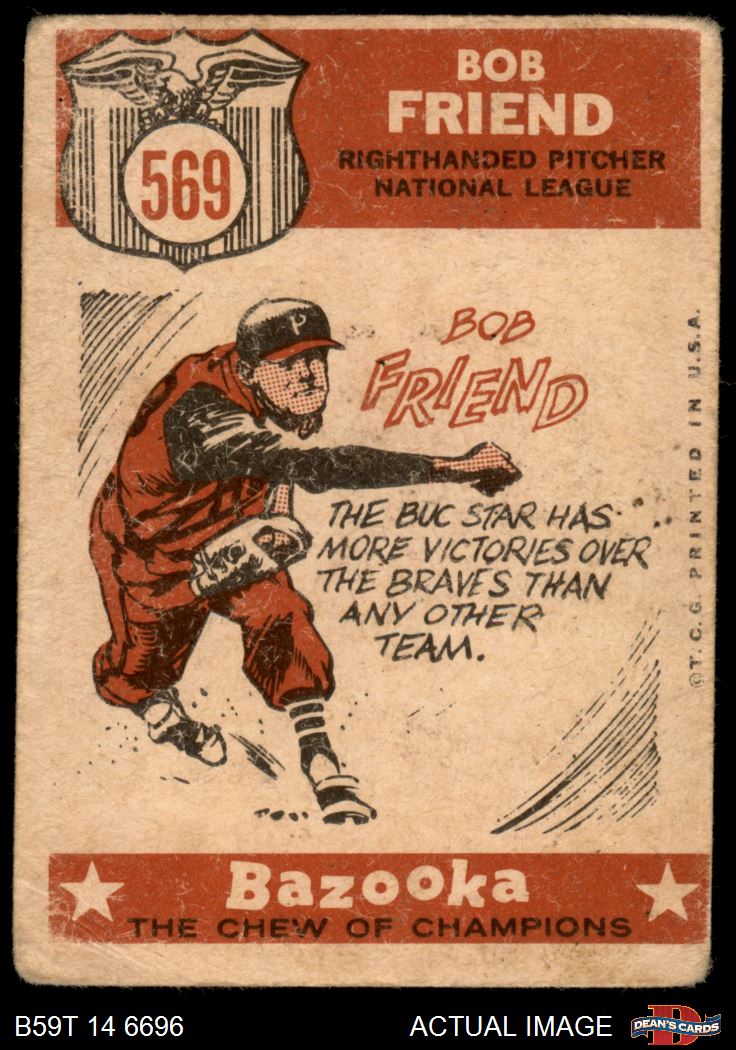 569
BOB
FRIEND
RIGHTHANDED PITCHER
NATIONAL LEAGUE
P
BOB
FRIEND
THE BUC STAR HAS
MORE VICTORIES OVER
THE BRAVES THAN
ANY OTHER
TEAM.
©T.C.G. PRINTED IN U.S.A.
Bazooka
THE CHEW OF CHAMPIONS
B59T 14 6696
ACTUAL IMAGE
DEAN'S CARDS